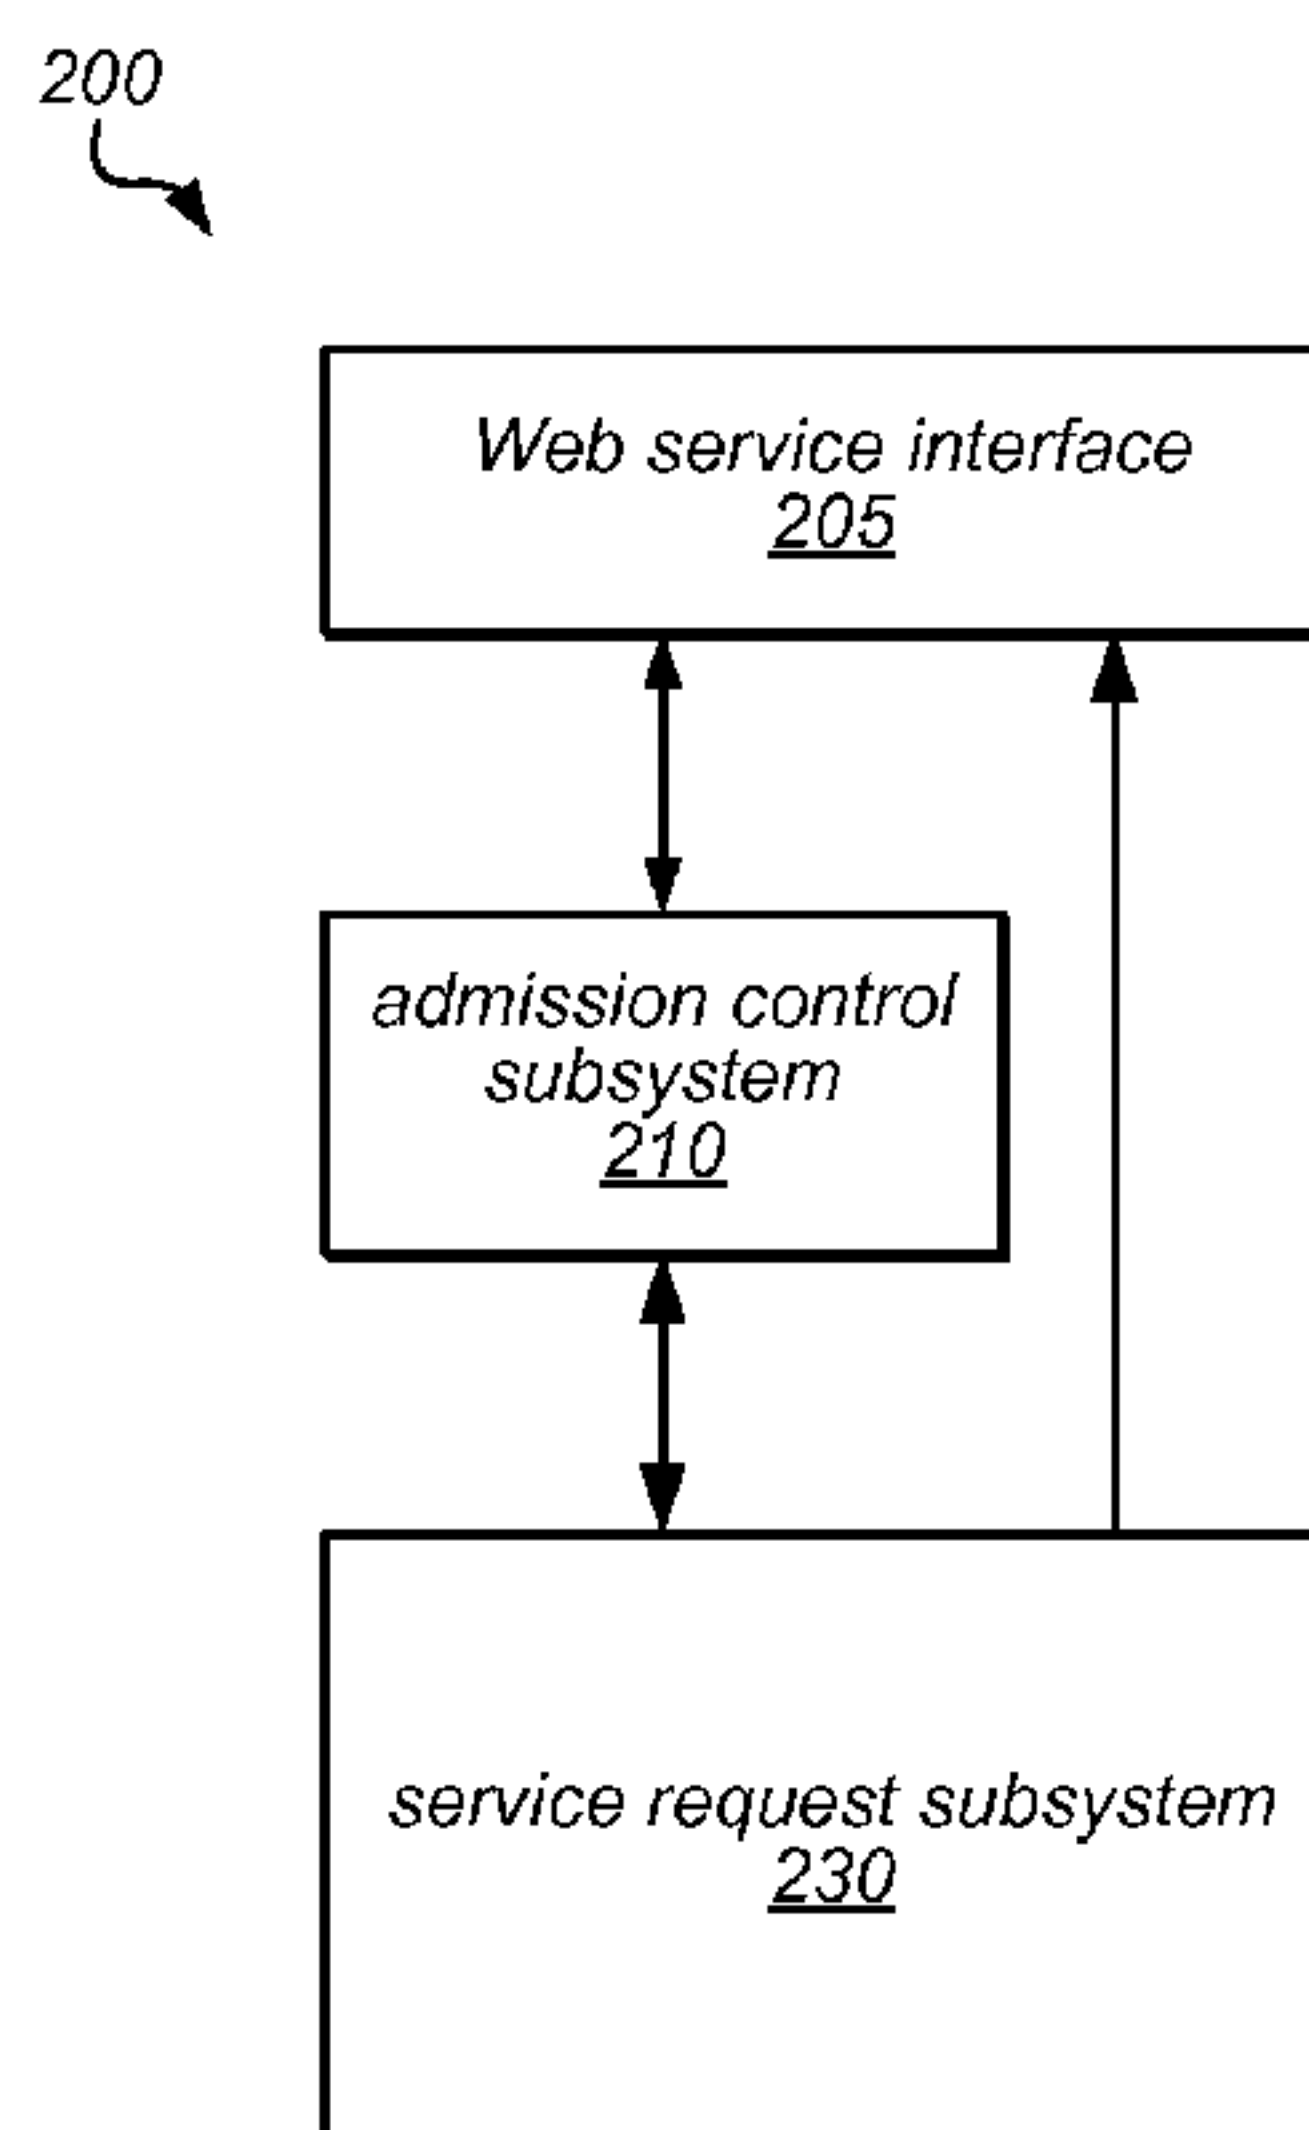 200
Web service interface
205
admission control
subsystem
210
service request subsystem
230